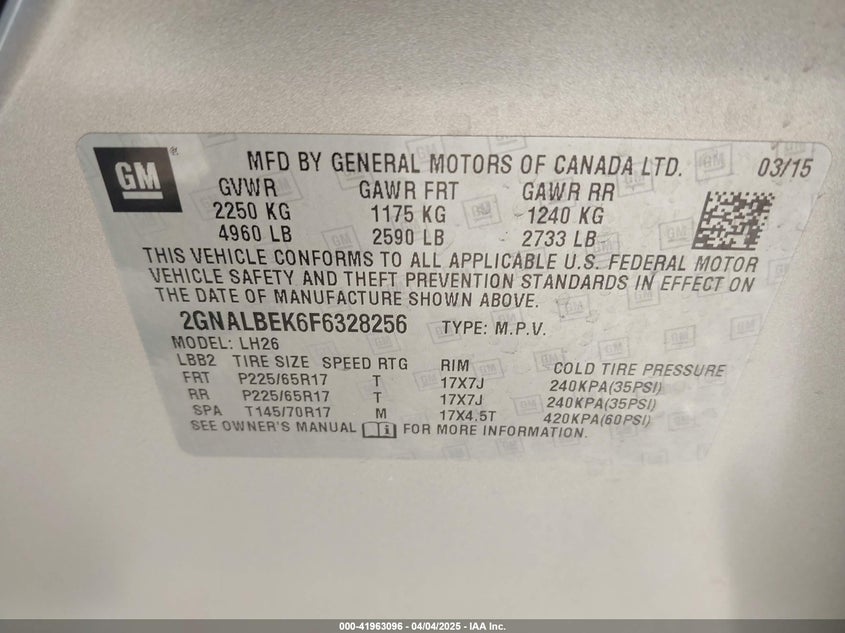 GM ® MFD BY GENERAL MOTORS OF CANADA LTD. 03/15
GVWR GAWR FRT GAWR RR
2250 KG 1175 KG 1240 KG
4960 LB 2590 LB 2733 LB
THIS VEHICLE CONFORMS TO ALL APPLICABLE U.S. FEDERAL MOTOR
VEHICLE SAFETY AND THEFT PREVENTION STANDARDS IN EFFECT ON
THE DATE OF MANUFACTURE SHOWN ABOVE.
2GNALBEK6F6328256 TYPE: M.P.V.
MODEL: LH26
LBB2 TIRE SIZE SPEED RTG RIM COLD TIRE PRESSURE
FRT P225/65R17 T 17X7J 240KPA(35PSI)
RR P225/65R17 T 17X7J 240KPA(35PSI)
SPA T145/70R17 M 17X4.5T 420KPA(60PSI)
SEE OWNER'S MANUAL FOR MORE INFORMATION.
000-41963096 - 04/04/2025 - IAA Inc.